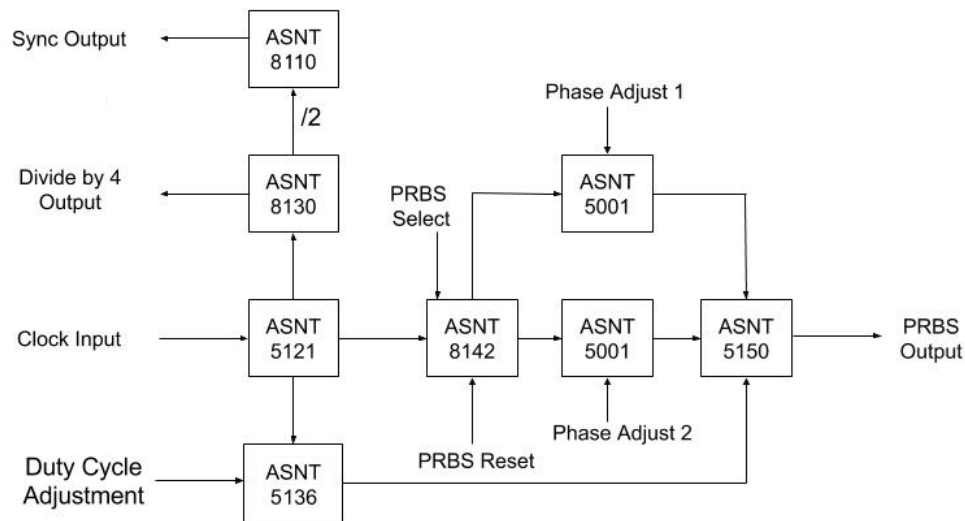 Sync Output
ASNT
8110
/2
Phase Adjust 1
Divide by 4
Output
ASNT
8130
PRBS
Select
ASNT
5001
Clock Input
ASNT
5121
ASNT
8142
ASNT
5001
ASNT
5150
PRBS
Output
Phase Adjust 2
PRBS Reset
Duty Cycle
Adjustment
ASNT
5136